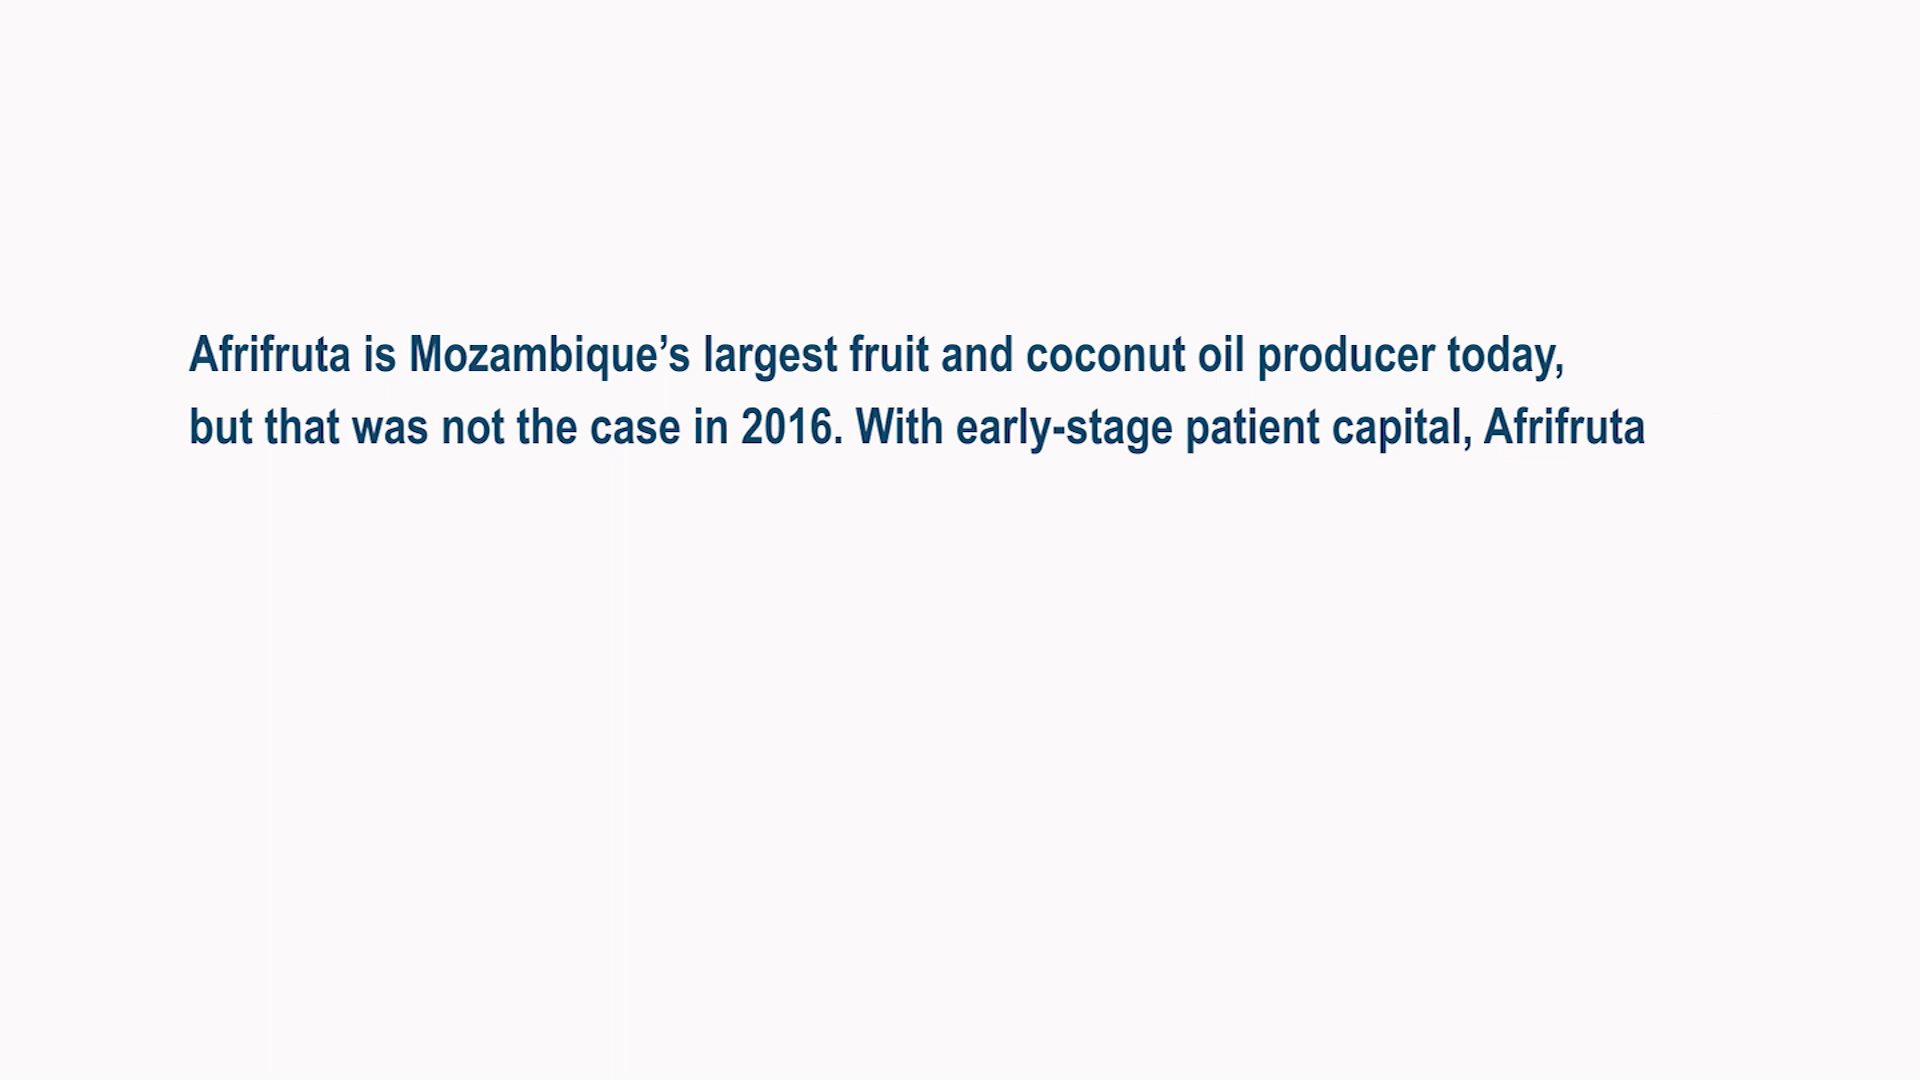 Afrifruta is Mozambique’s largest fruit and coconut oil producer today,
but that was not the case in 2016. With early-stage patient capital, Afrifruta